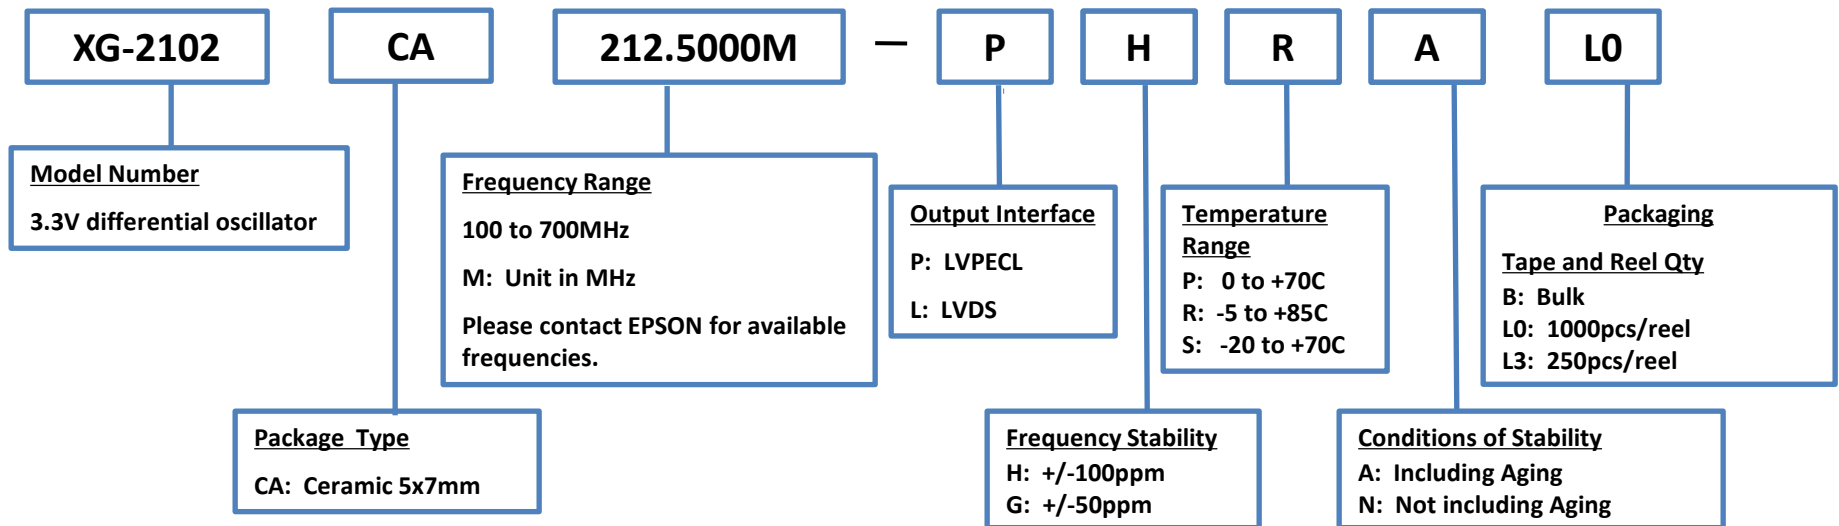 XG-2102 CA 212.5000M — P H R A L0
Model Number
3.3V differential oscillator
Frequency Range
100 to 700MHz
M: Unit in MHz
Please contact EPSON for available
frequencies.
Output Interface
P: LVPECL
L: LVDS
Temperature
Range
P: 0 to +70C
R: -5 to +85C
S: -20 to +70C
Packaging
Tape and Reel Qty
B: Bulk
L0: 1000pcs/reel
L3: 250pcs/reel
Package Type
CA: Ceramic 5x7mm
Frequency Stability
H: +/-100ppm
G: +/-50ppm
Conditions of Stability
A: Including Aging
N: Not including Aging